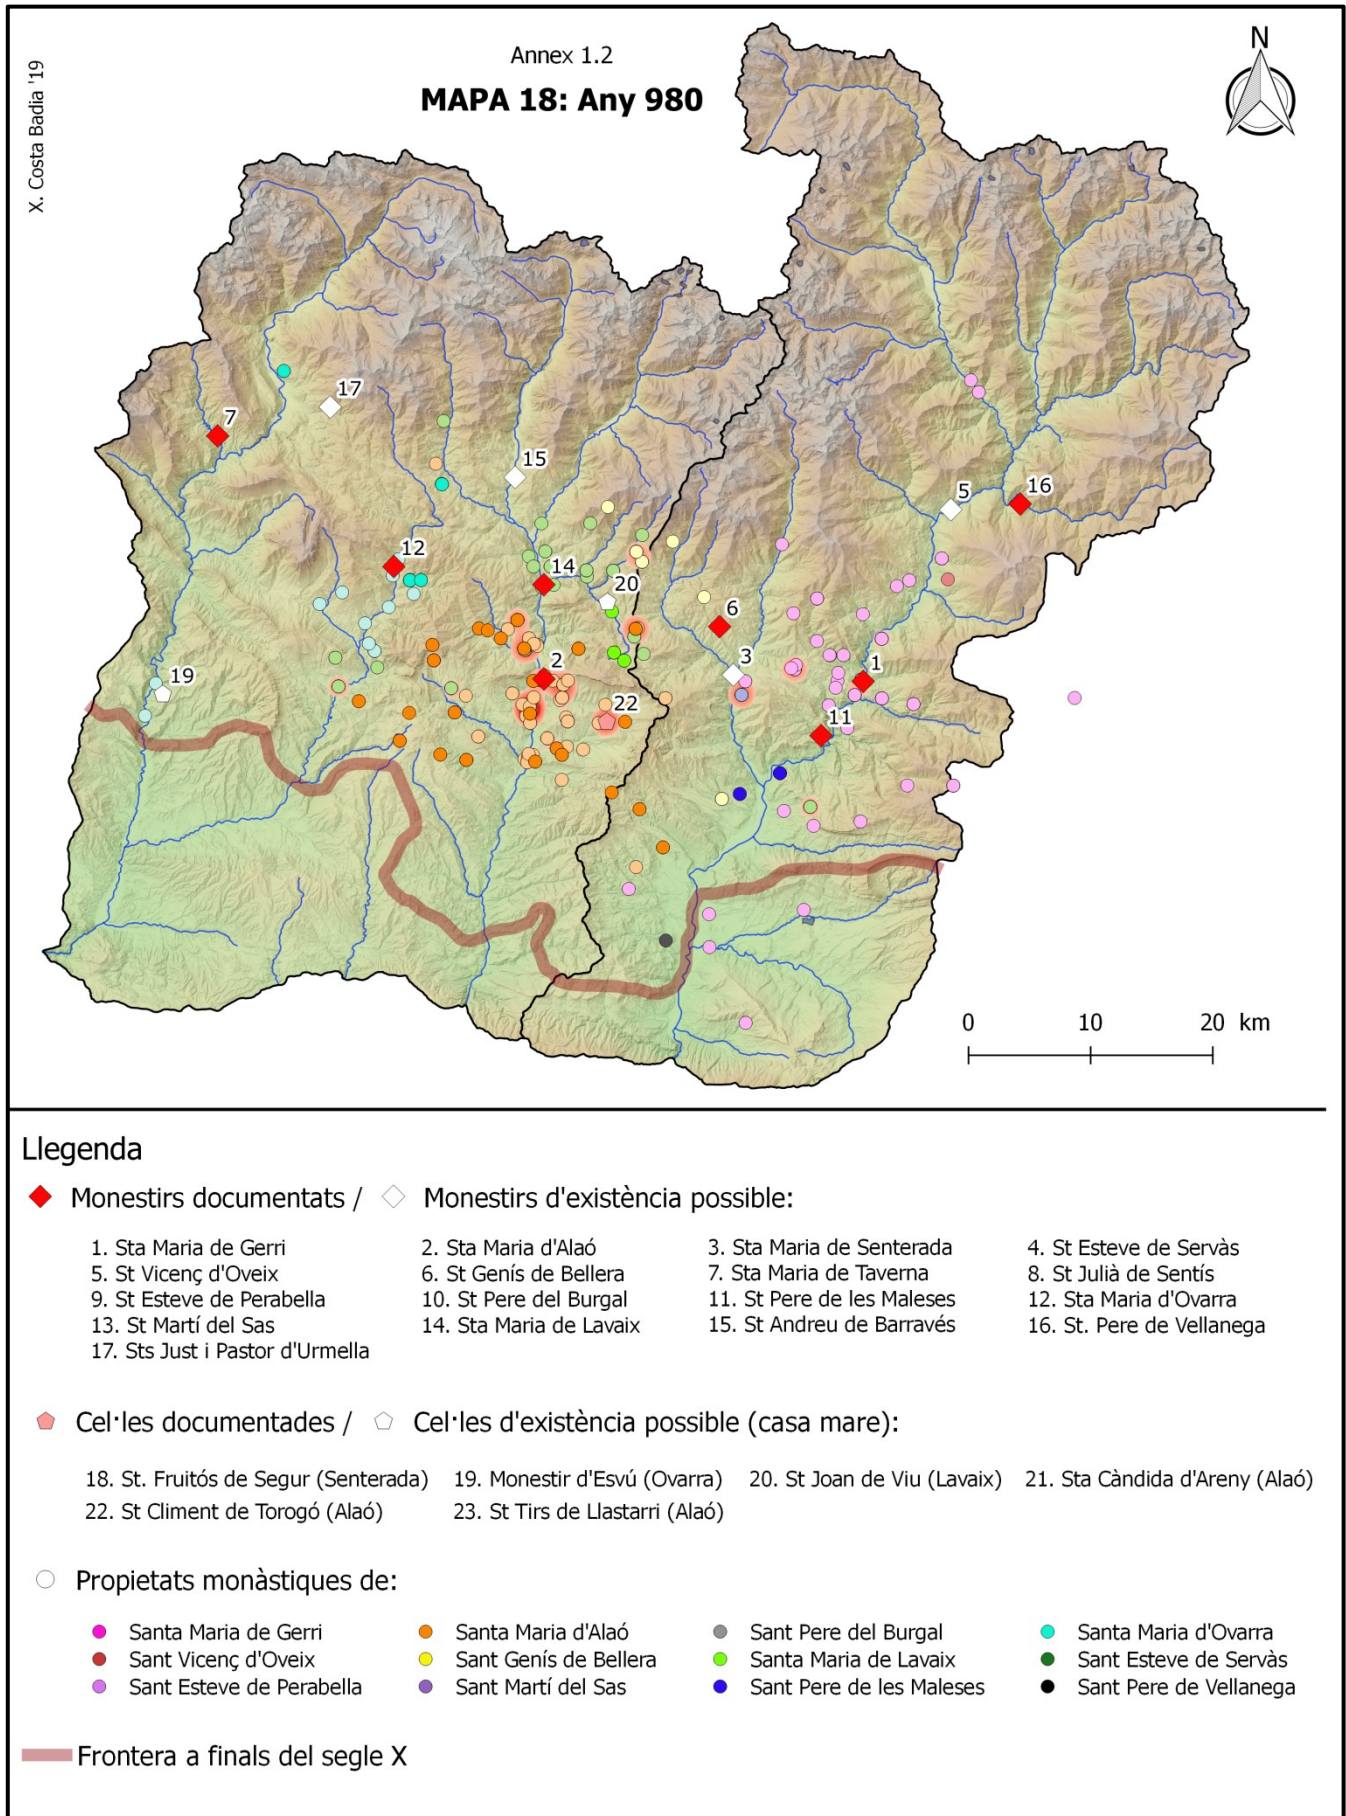 X. Costa Badia '19
Annex 1.2
MAPA 18: Any 980
N
17
7
15
5
16
12
14
20
6
19
2
3
1
22
11
0 10 20 km
Llegenda
Monestirs documentats / Monestirs d'existència possible:
1. Sta Maria de Gerri 2. Sta Maria d'Alaó 3. Sta Maria de Senterada 4. St Esteve de Servàs
5. St Vicenç d'Oveix 6. St Genís de Bellera 7. Sta Maria de Taverna 8. St Julià de Sentís
9. St Esteve de Perabella 10. St Pere del Burgal 11. St Pere de les Maleses 12. Sta Maria d'Ovarra
13. St Martí del Sas 14. Sta Maria de Lavaix 15. St Andreu de Barravés 16. St. Pere de Vellanega
17. Sts Just i Pastor d'Urmella
Cel·les documentades / Cel·les d'existència possible (casa mare):
18. St. Fruitós de Segur (Senterada) 19. Monestir d'Esvú (Ovarra) 20. St Joan de Viu (Lavaix) 21. Sta Càndida d'Areny (Alaó)
22. St Climent de Torogó (Alaó) 23. St Tirs de Llastarri (Alaó)
Propietats monàstiques de:
Santa Maria de Gerri Santa Maria d'Alaó Sant Pere del Burgal Santa Maria d'Ovarra
Sant Vicenç d'Oveix Sant Genís de Bellera Santa Maria de Lavaix Sant Esteve de Servàs
Sant Esteve de Perabella Sant Martí del Sas Sant Pere de les Maleses Sant Pere de Vellanega
Frontera a finals del segle X